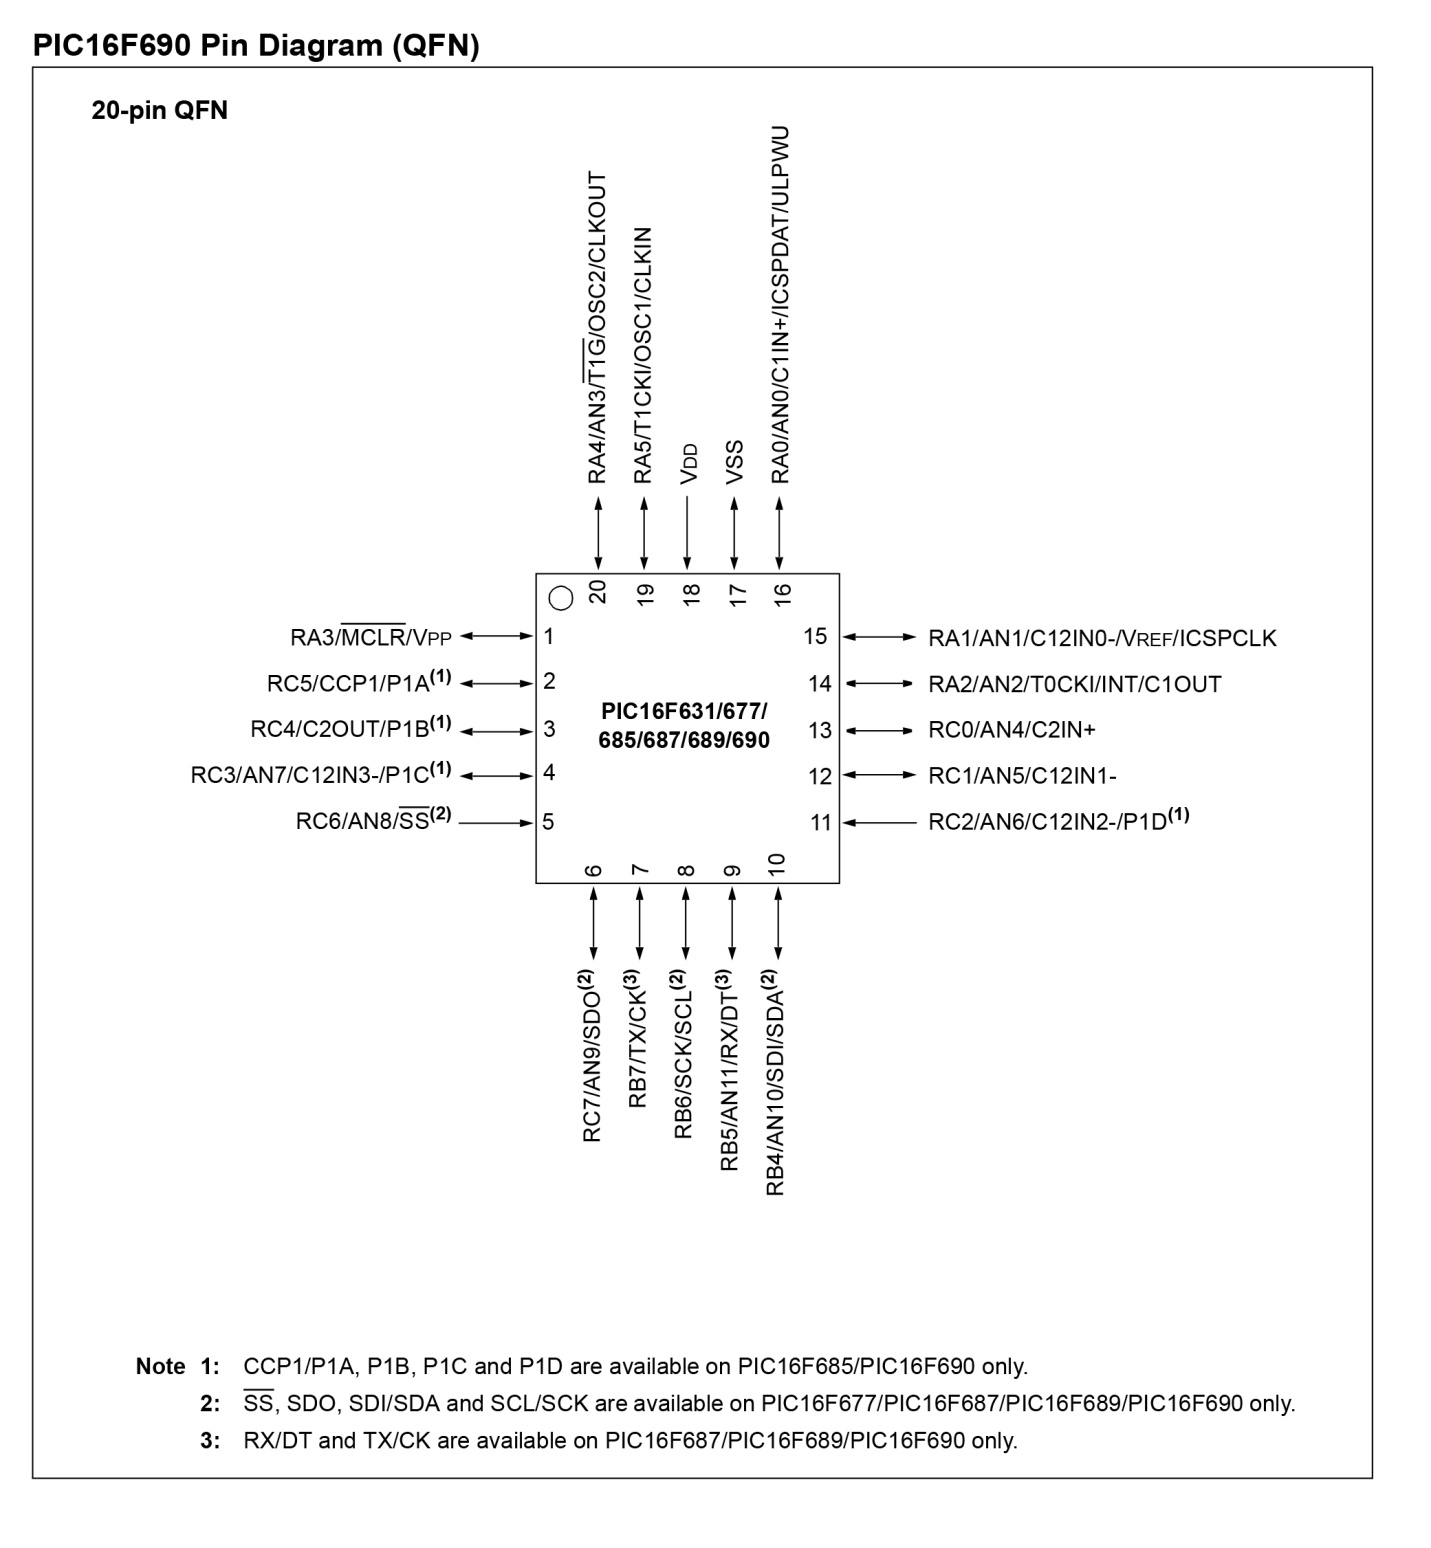 PIC16F690 Pin Diagram (QFN)
20-pin QFN
RA4/AN3/T1G/OSC2/CLKOUT
RA5/T1CKI/OSC1/CLKIN
VDD
VSS
RA0/AN0/C1IN+/ICSPDAT/ULPWU
20
19
18
17
16
RA3/MCLR/VPP
1
15
RA1/AN1/C12IN0-/VREF/ICSPCLK
RC5/CCP1/P1A(1)
2
14
RA2/AN2/T0CKI/INT/C1OUT
RC4/C2OUT/P1B(1)
3
13
RC0/AN4/C2IN+
RC3/AN7/C12IN3-/P1C(1)
4
12
RC1/AN5/C12IN1-
RC6/AN8/SS(2)
5
11
RC2/AN6/C12IN2-/P1D(1)
PIC16F631/677/
685/687/689/690
6
7
8
9
10
RC7/AN9/SDO(2)
RB7/TX/CK(3)
RB6/SCK/SCL(2)
RB5/AN11/RX/DT(3)
RB4/AN10/SDI/SDA(2)
Note 1: CCP1/P1A, P1B, P1C and P1D are available on PIC16F685/PIC16F690 only.
2: SS, SDO, SDI/SDA and SCL/SCK are available on PIC16F677/PIC16F687/PIC16F689/PIC16F690 only.
3: RX/DT and TX/CK are available on PIC16F687/PIC16F689/PIC16F690 only.